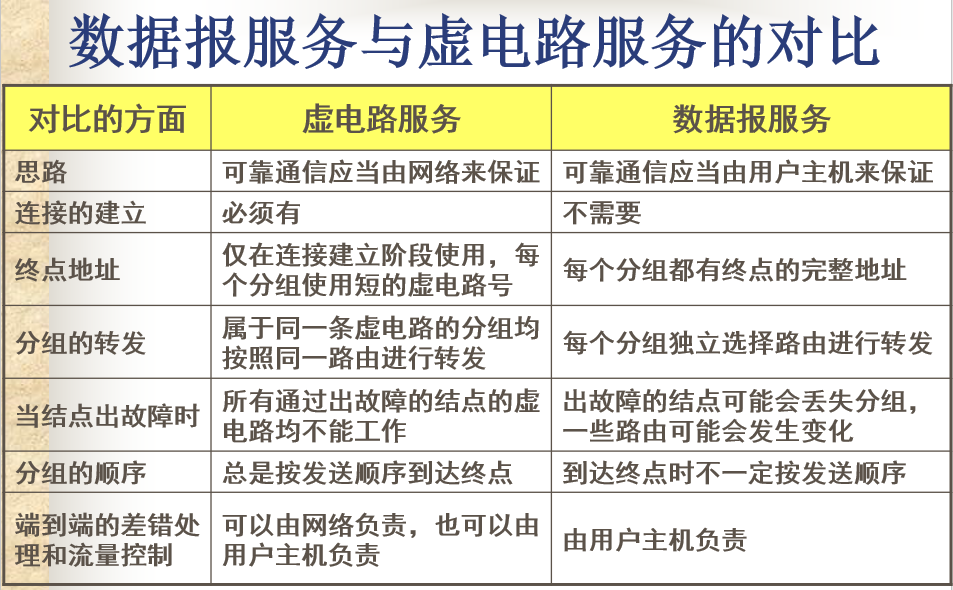 数据报服务与虚电路服务的对比
对比的方面
虚电路服务
数据报服务
思路
可靠通信应当由网络来保证
可靠通信应当由用户主机来保证
连接的建立
必须有
不需要
终点地址
仅在连接建立阶段使用，每
个分组使用短的虚电路号
每个分组都有终点的完整地址
分组的转发
属于同一条虚电路的分组均
按照同一路由进行转发
每个分组独立选择路由进行转发
当结点出故障时
所有通过出故障的结点的虚
电路均不能工作
出故障的结点可能会丢失分组，
一些路由可能会发生变化
分组的顺序
总是按发送顺序到达终点
到达终点时不一定按发送顺序
端到端的差错处
理和流量控制
可以由网络负责，也可以由
用户主机负责
由用户主机负责